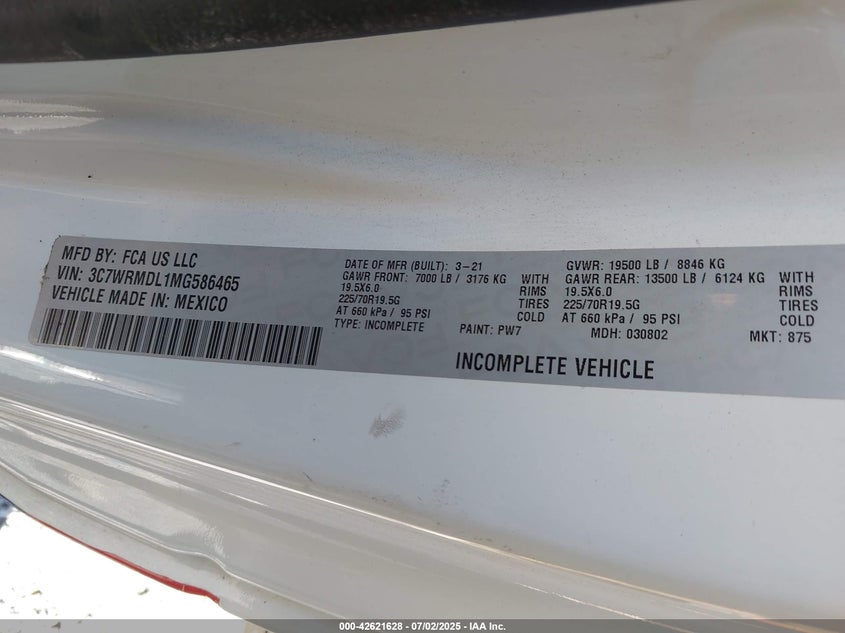 MFD BY: FCA US LLC
VIN: 3C7WRMDL1MG586465
VEHICLE MADE IN: MEXICO
DATE OF MFR (BUILT): 3-21
GAWR FRONT: 7000 LB / 3176 KG WITH
19.5X6.0 RIMS
225/70R19.5G TIRES
AT 660 kPa / 95 PSI COLD
TYPE: INCOMPLETE
PAINT: PW7
GVWR: 19500 LB / 8846 KG
GAWR REAR: 13500 LB / 6124 KG WITH
19.5X6.0 RIMS
225/70R19.5G TIRES
AT 660 kPa / 95 PSI COLD
MDH: 030802 MKT: 875
INCOMPLETE VEHICLE
000-42621628 - 07/02/2025 - IAA Inc.